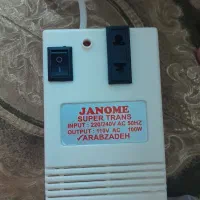 JANOME
SUPER TRANS
INPUT : 220/240V AC 50HZ
OUTPUT : 110V AC 100W
ARABZADEH